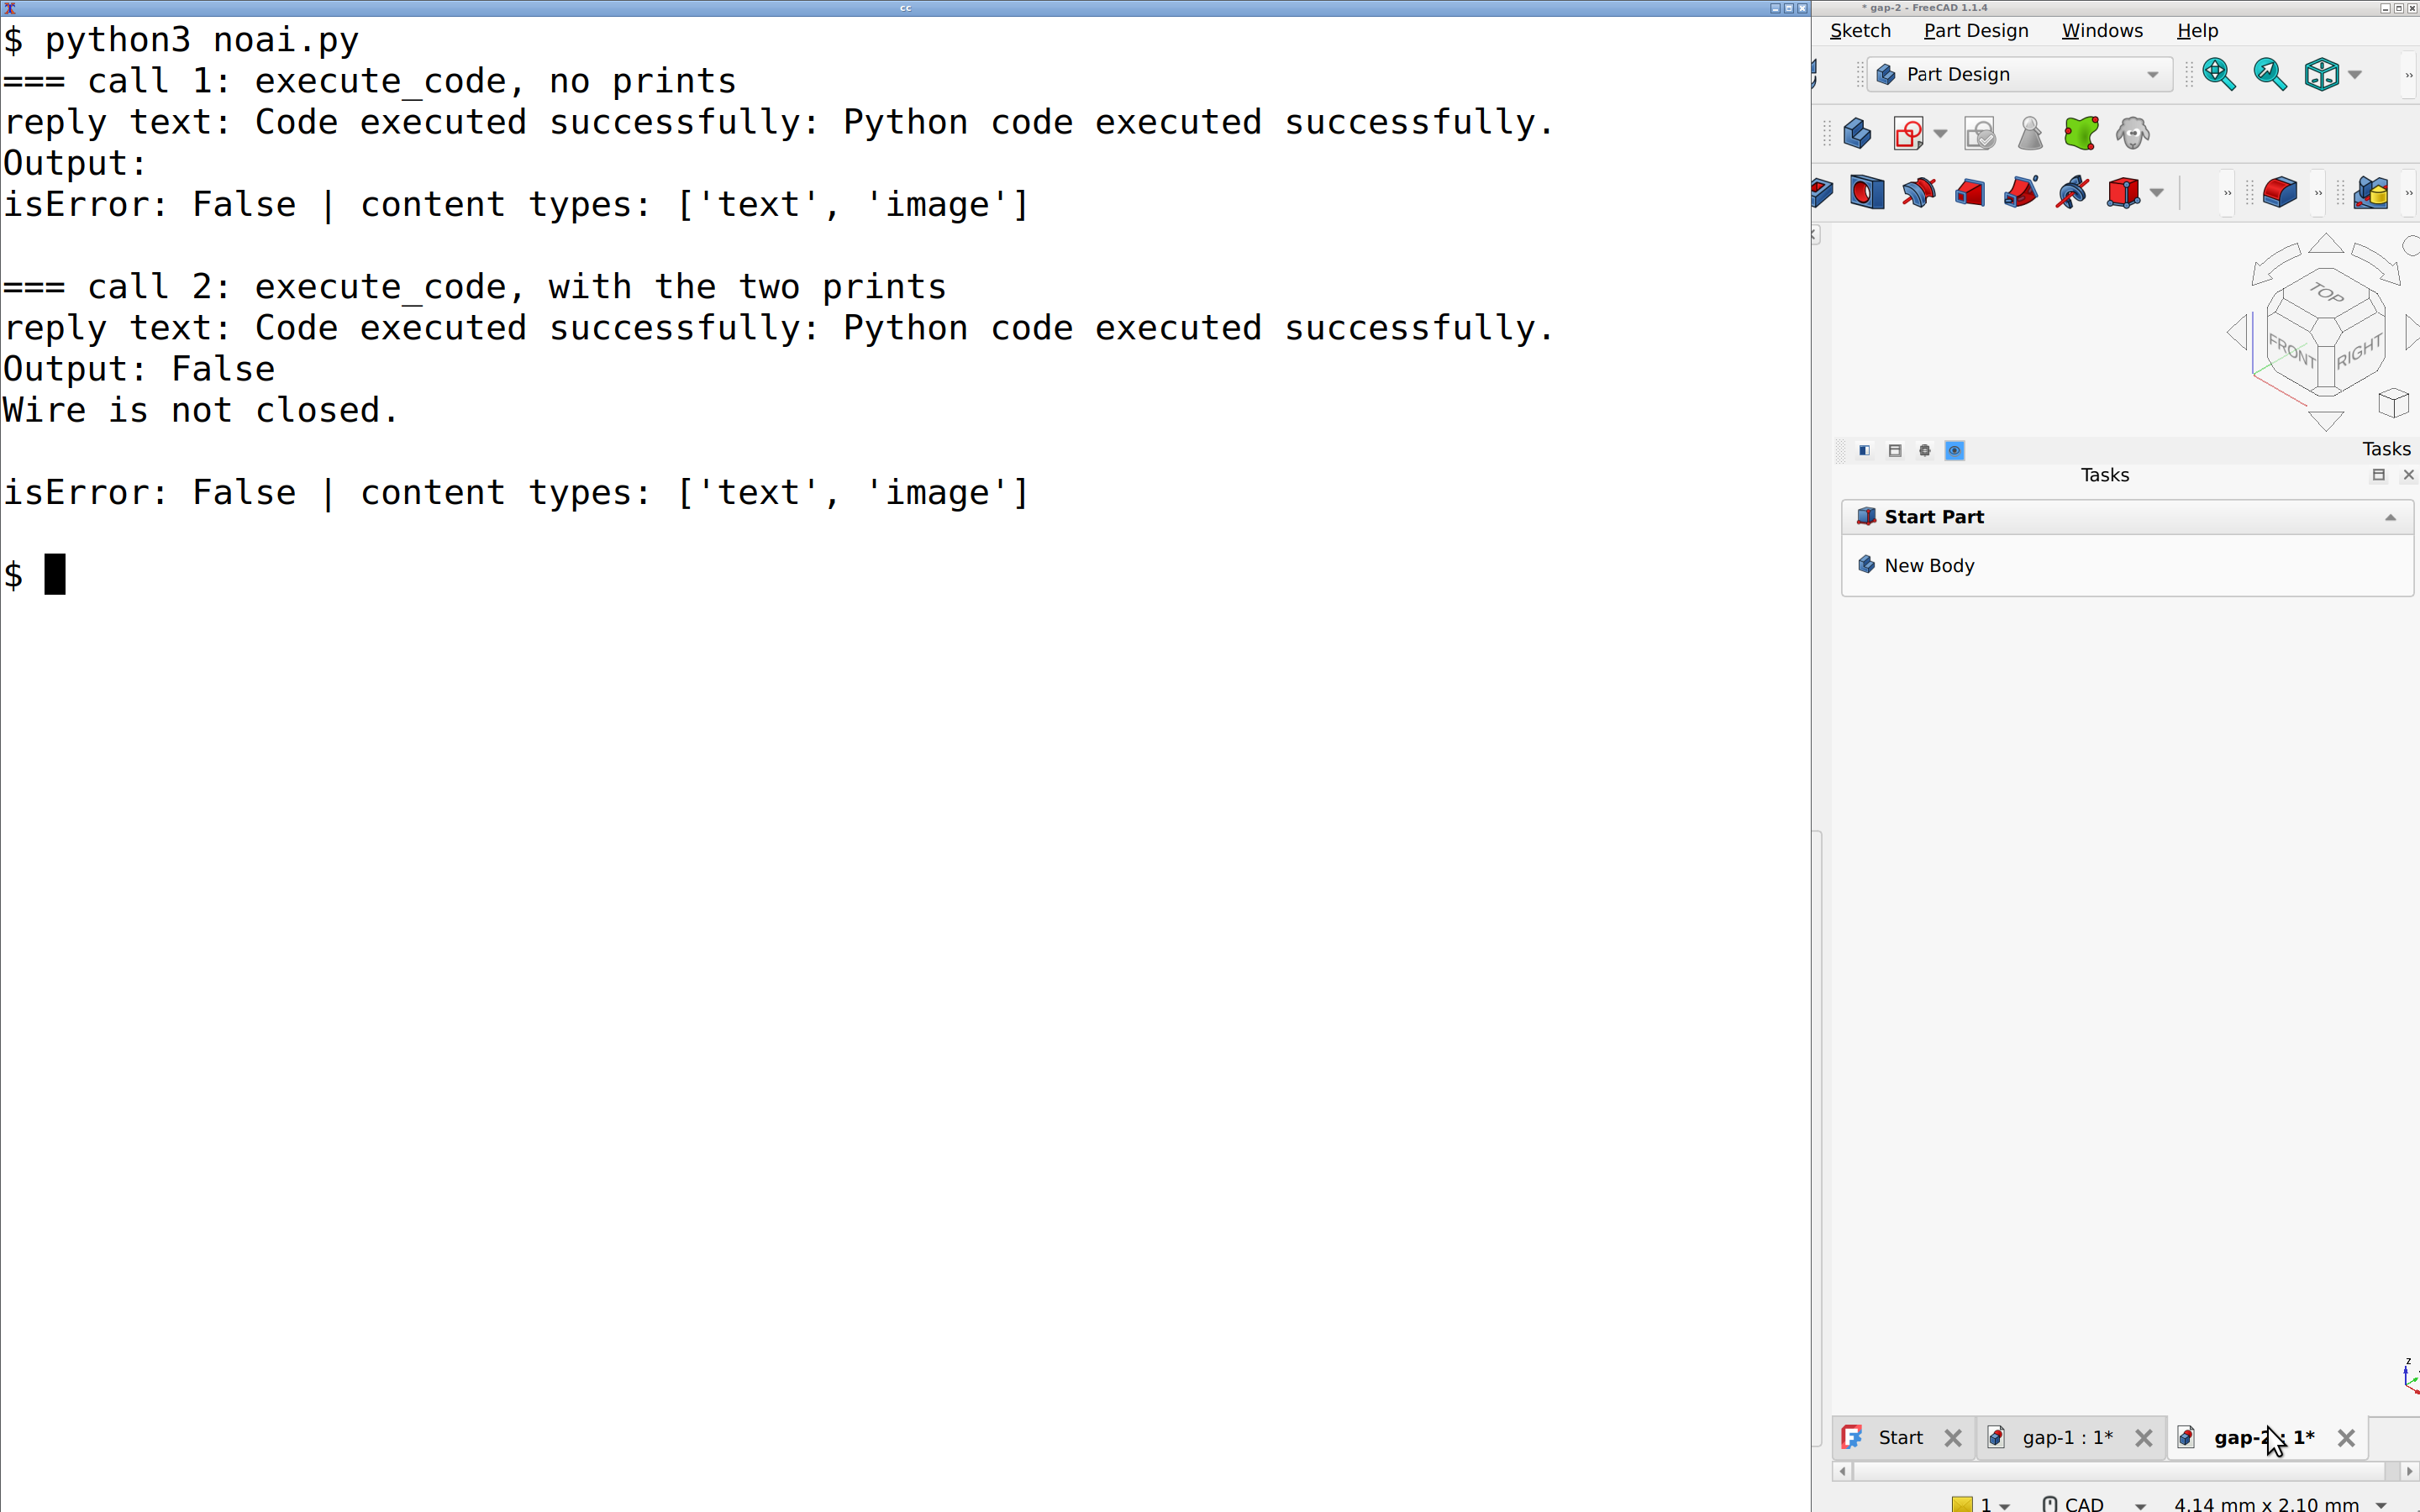 cc
$ python3 noai.py
=== call 1: execute_code, no prints
reply text: Code executed successfully: Python code executed successfully.
Output:
isError: False | content types: ['text', 'image']
=== call 2: execute_code, with the two prints
reply text: Code executed successfully: Python code executed successfully.
Output: False
Wire is not closed.
isError: False | content types: ['text', 'image']
$
* gap-2 - FreeCAD 1.1.4
Sketch Part Design Windows Help
Part Design
TOP
FRONT RIGHT
Tasks
Tasks
Start Part
New Body
z
Start gap-1 : 1* gap-2 : 1*
1 CAD 4.14 mm x 2.10 mm